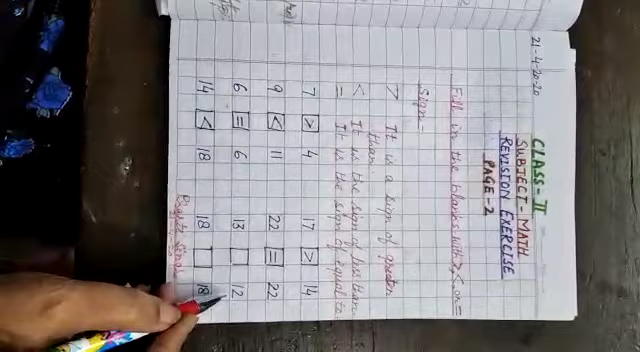 21-4-2020
CLASS-II
SUBJECT-MATH
REVISION EXERCISE
PAGE-2
Fill in the blanks with >, <, or =
sign-
> It is a sign of greater
than.
< It is the sign of less than.
= It is the sign of equal to.
7 > 4 17 > 14
9 < 11 22 = 22
6 = 6 13 □ 12
14 < 18 18 □ 18